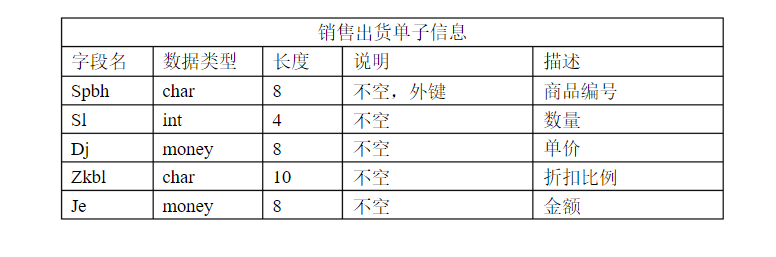 销售出货单子信息
字段名 数据类型 长度 说明 描述
Spbh char 8 不空，外键 商品编号
Sl int 4 不空 数量
Dj money 8 不空 单价
Zkbl char 10 不空 折扣比例
Je money 8 不空 金额